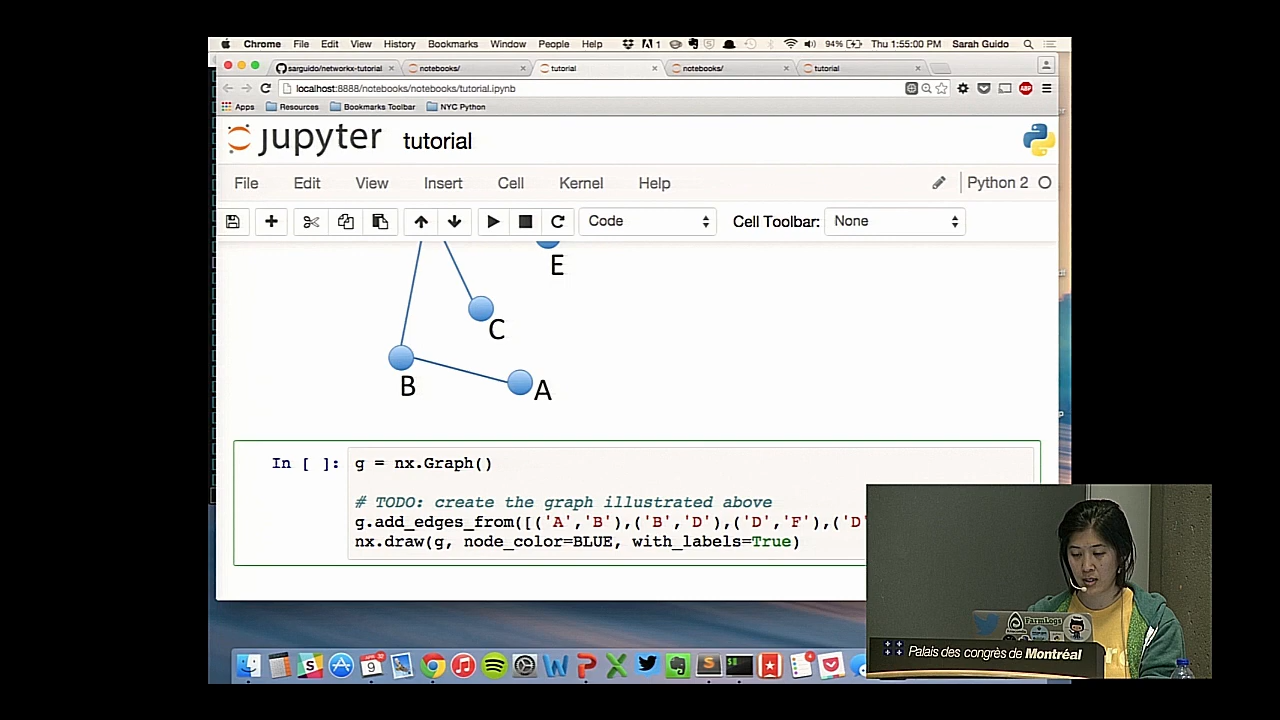 Chrome File Edit View History Bookmarks Window People Help 1 94% Thu 1:55:00 PM Sarah Guido
sarguido/networkx-tutorial notebooks/ tutorial notebooks/ tutorial
localhost:8888/notebooks/notebooks/tutorial.ipynb ABP
Apps Resources Bookmarks Toolbar NYC Python
jupyter tutorial
File Edit View Insert Cell Kernel Help Python 2
Code Cell Toolbar: None
E
C
B
A
In [ ]: g = nx.Graph()
# TODO: create the graph illustrated above
g.add_edges_from([('A','B'),('B','D'),('D','F'),('D'
nx.draw(g, node_color=BLUE, with_labels=True)
FarmLogs
Palais des congrès de Montréal